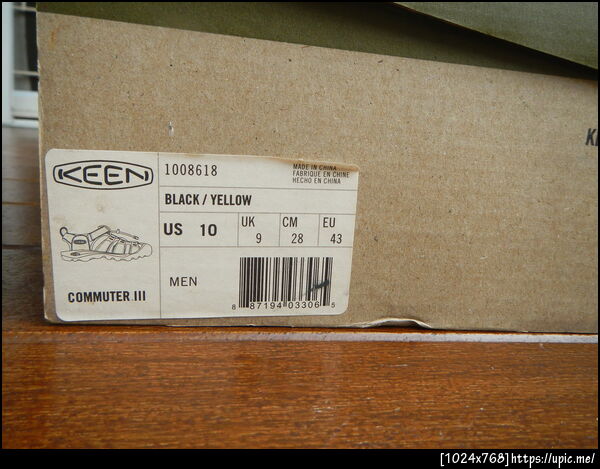 KEEN
1008618
MADE IN CHINA
FABRIQUE EN CHINE
HECHO EN CHINA
BLACK / YELLOW
US 10
UK
9
CM
28
EU
43
MEN
COMMUTER III
8 87194 03306 5
[1024x768]https://upic.me/